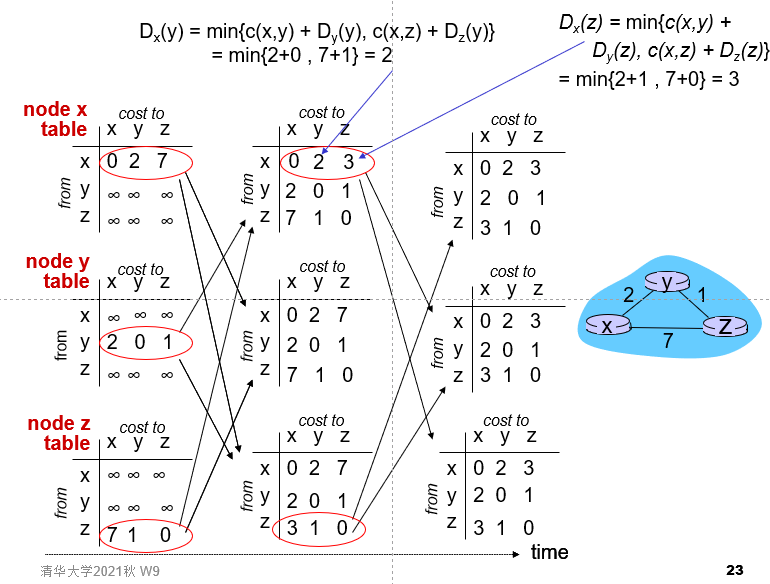 Dx(y) = min{c(x,y) + Dy(y), c(x,z) + Dz(y)}
= min{2+0 , 7+1} = 2
Dx(z) = min{c(x,y) +
Dy(z), c(x,z) + Dz(z)}
= min{2+1 , 7+0} = 3
node x
table
cost to
x y z
from
x 0 2 7
y ∞ ∞ ∞
z ∞ ∞ ∞
cost to
x y z
from
x 0 2 3
y 2 0 1
z 7 1 0
cost to
x y z
from
x 0 2 3
y 2 0 1
z 3 1 0
node y
table
cost to
x y z
from
x ∞ ∞ ∞
y 2 0 1
z ∞ ∞ ∞
cost to
x y z
from
x 0 2 7
y 2 0 1
z 7 1 0
cost to
x y z
from
x 0 2 3
y 2 0 1
z 3 1 0
node z
table
cost to
x y z
from
x ∞ ∞ ∞
y ∞ ∞ ∞
z 7 1 0
cost to
x y z
from
x 0 2 7
y 2 0 1
z 3 1 0
cost to
x y z
from
x 0 2 3
y 2 0 1
z 3 1 0
y
2 1
x z
7
time
清华大学2021秋 W9
23